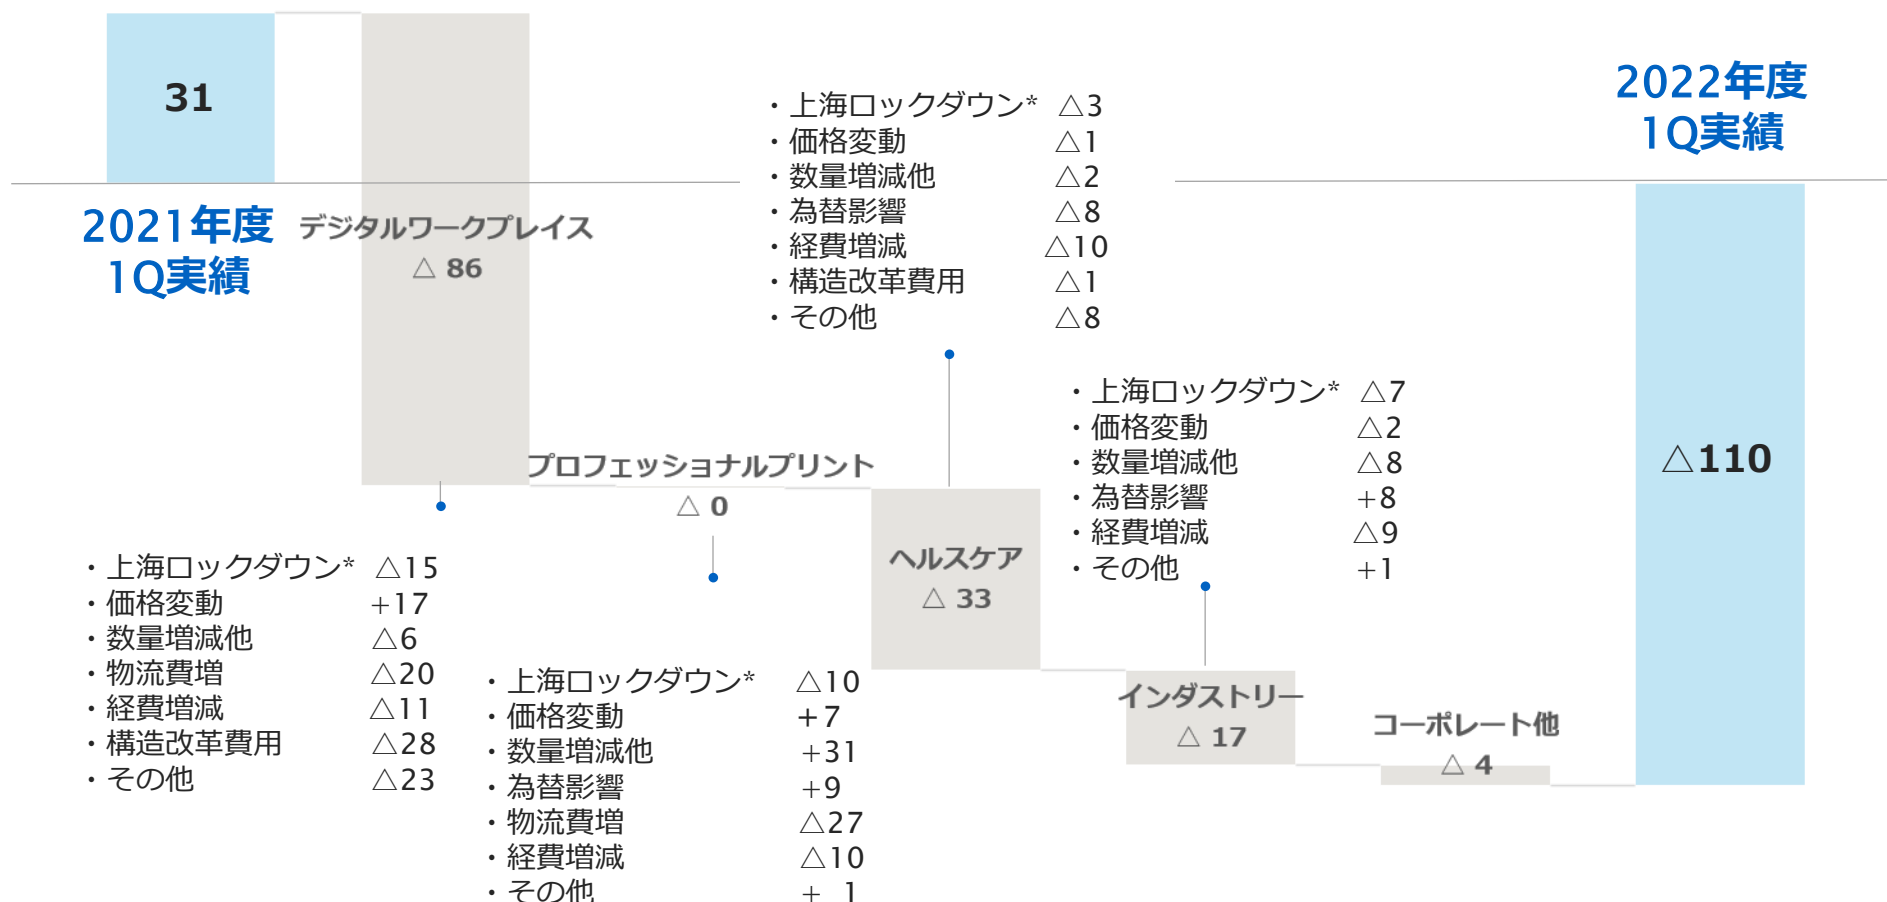 31
2021年度
1Q実績
デジタルワークプレイス
△ 86
・上海ロックダウン* △15
・価格変動 +17
・数量増減他 △6
・物流費増 △20
・経費増減 △11
・構造改革費用 △28
・その他 △23
プロフェッショナルプリント
△ 0
・上海ロックダウン* △10
・価格変動 +7
・数量増減他 +31
・為替影響 +9
・物流費増 △27
・経費増減 △10
・その他 + 1
・上海ロックダウン* △3
・価格変動 △1
・数量増減他 △2
・為替影響 △8
・経費増減 △10
・構造改革費用 △1
・その他 △8
ヘルスケア
△ 33
・上海ロックダウン* △7
・価格変動 △2
・数量増減他 △8
・為替影響 +8
・経費増減 △9
・その他 +1
インダストリー
△ 17
コーポレート他
△ 4
2022年度
1Q実績
△110